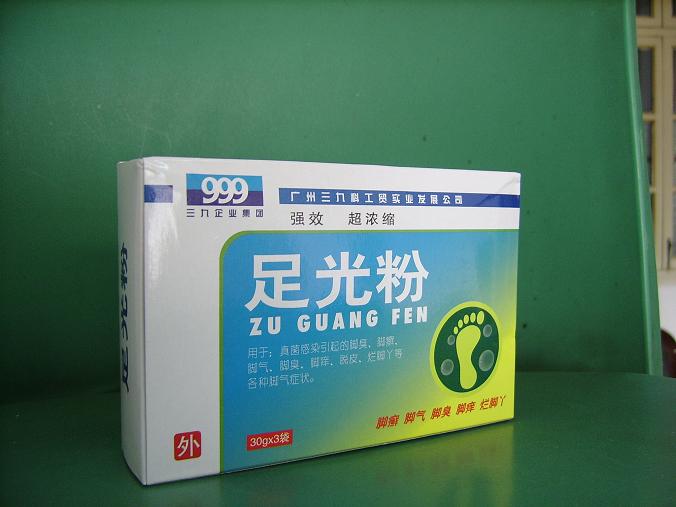 999
三九企业集团
广州三九科工贸实业发展公司
强效 超浓缩
足光粉
ZU GUANG FEN
用于：真菌感染引起的脚臭、脚癣、
脚气、脚臭、脚痒、脱皮、烂脚丫等
各种脚气症状。
脚癣 脚气 脚臭 脚痒 烂脚丫
30gx3袋
外
足光粉